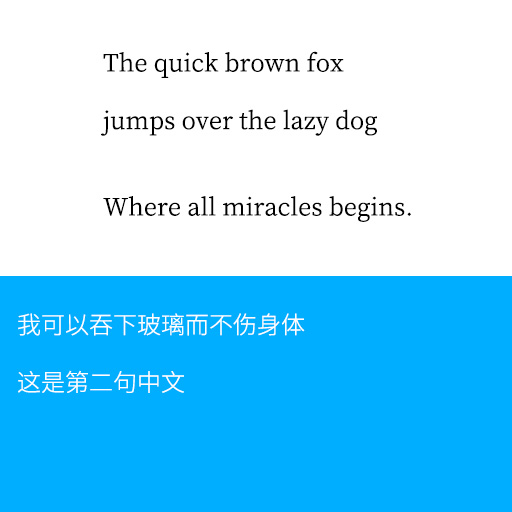 The quick brown fox
jumps over the lazy dog
Where all miracles begins.
我可以吞下玻璃而不伤身体
这是第二句中文